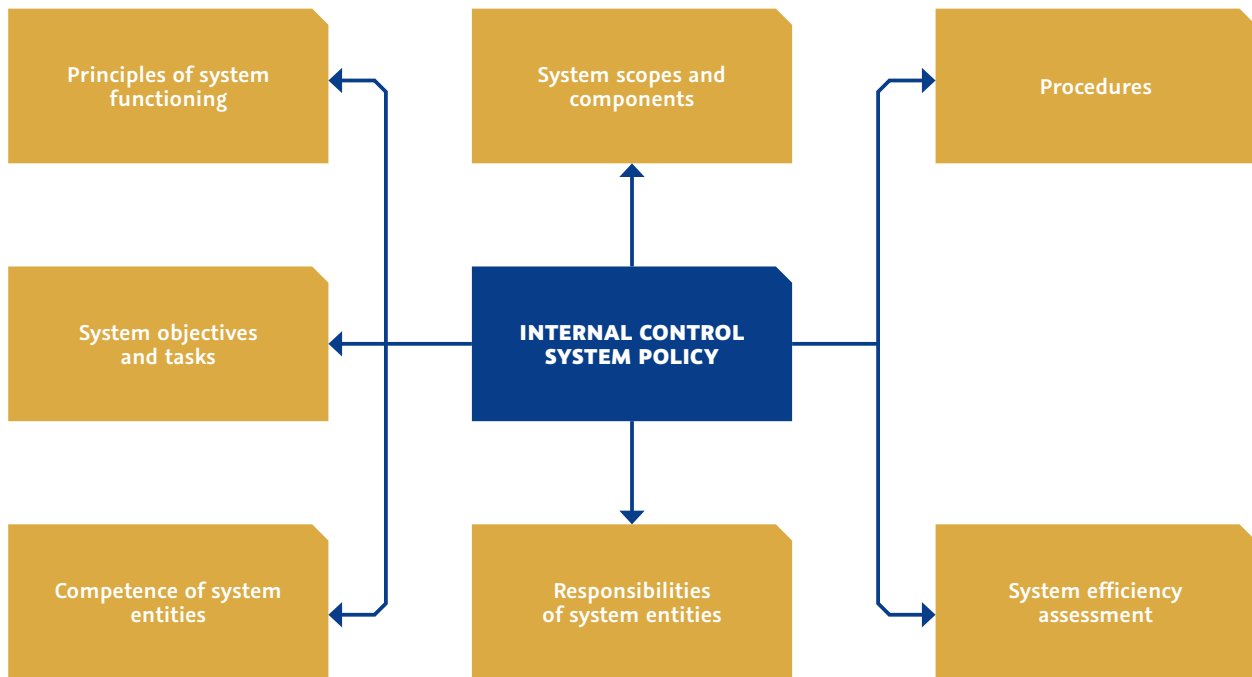 Principles of system
functioning
System scopes and
components
Procedures
System objectives
and tasks
INTERNAL CONTROL
SYSTEM POLICY
Competence of system
entities
Responsibilities
of system entities
System efficiency
assessment